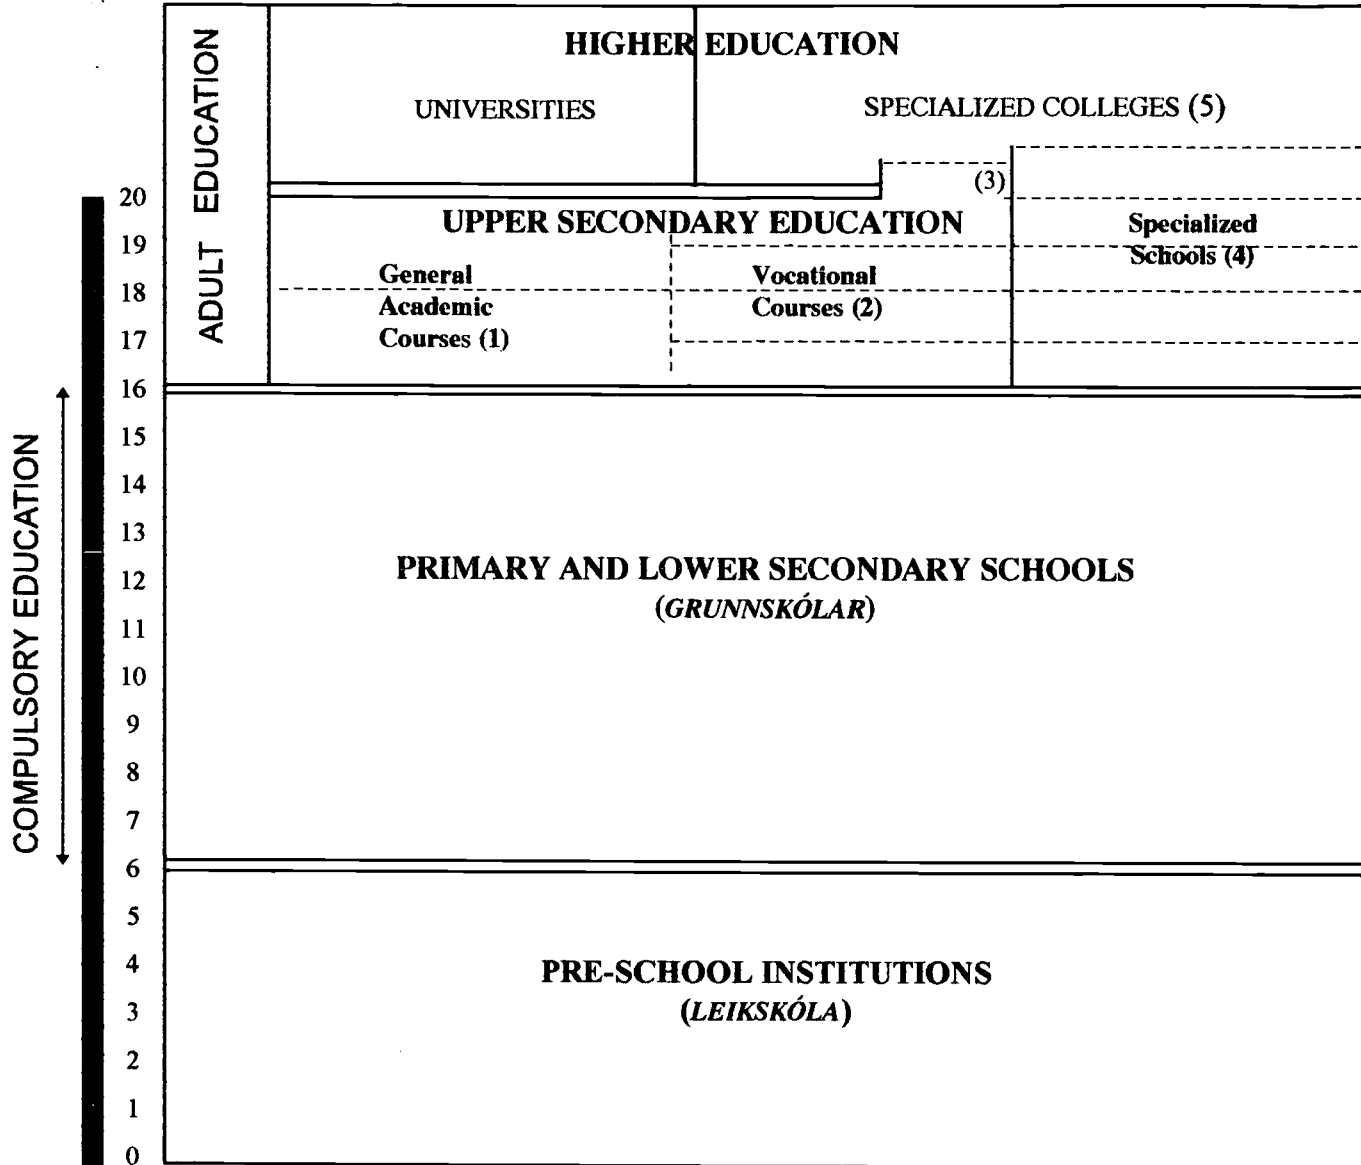 ADULT EDUCATION
HIGHER EDUCATION
UNIVERSITIES
SPECIALIZED COLLEGES (5)
(3)
UPPER SECONDARY EDUCATION
General
Academic
Courses (1)
Vocational
Courses (2)
Specialized
Schools (4)
20
19
18
17
16
15
14
13
12
11
10
9
8
7
6
5
4
3
2
1
0
COMPULSORY EDUCATION
PRIMARY AND LOWER SECONDARY SCHOOLS
(GRUNNSKÓLAR)
PRE-SCHOOL INSTITUTIONS
(LEIKSKÓLA)